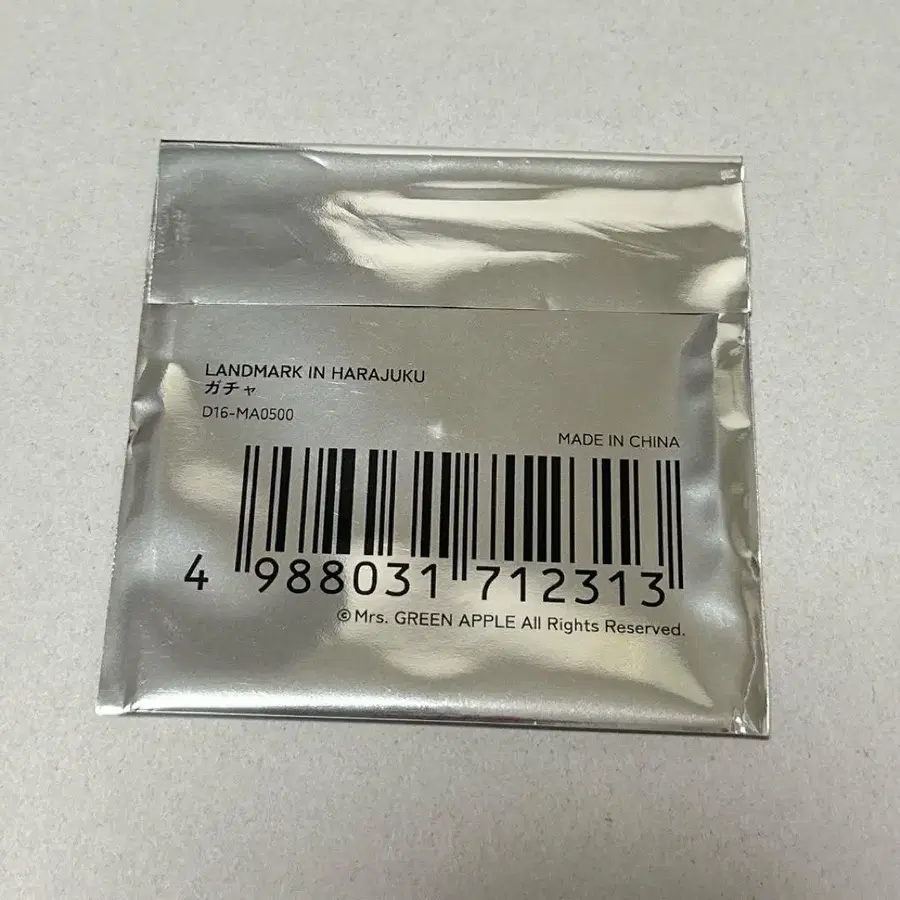 LANDMARK IN HARAJUKU
ガチャ
D16-MA0500
MADE IN CHINA
4 988031 712313
©Mrs. GREEN APPLE All Rights Reserved.